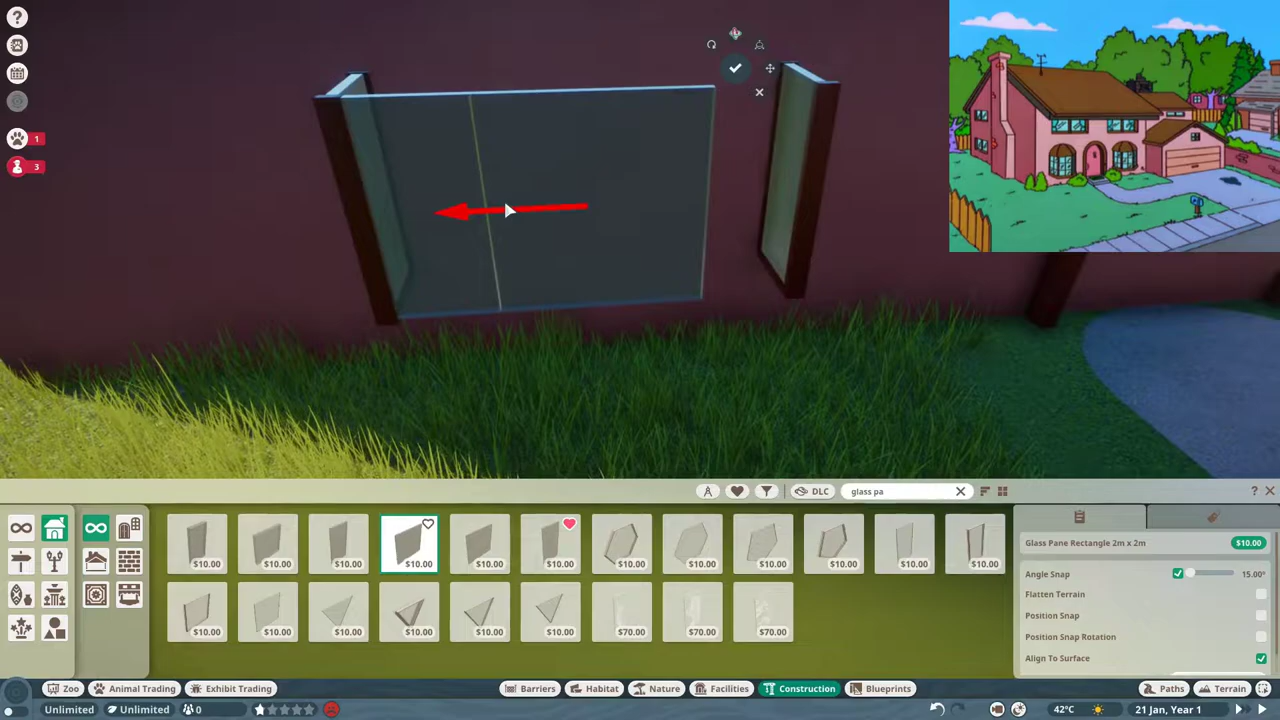 ?
1
3
DLC
glass pa
?
$10.00 $10.00 $10.00 $10.00 $10.00 $10.00 $10.00 $10.00 $10.00 $10.00 $10.00 $10.00
$10.00 $10.00 $10.00 $10.00 $10.00 $10.00 $70.00 $70.00 $70.00
Glass Pane Rectangle 2m x 2m $10.00
Angle Snap 15.00°
Flatten Terrain
Position Snap
Position Snap Rotation
Align To Surface
Zoo Animal Trading Exhibit Trading Barriers Habitat Nature Facilities Construction Blueprints Paths Terrain
Unlimited Unlimited 0 42°C 21 Jan, Year 1